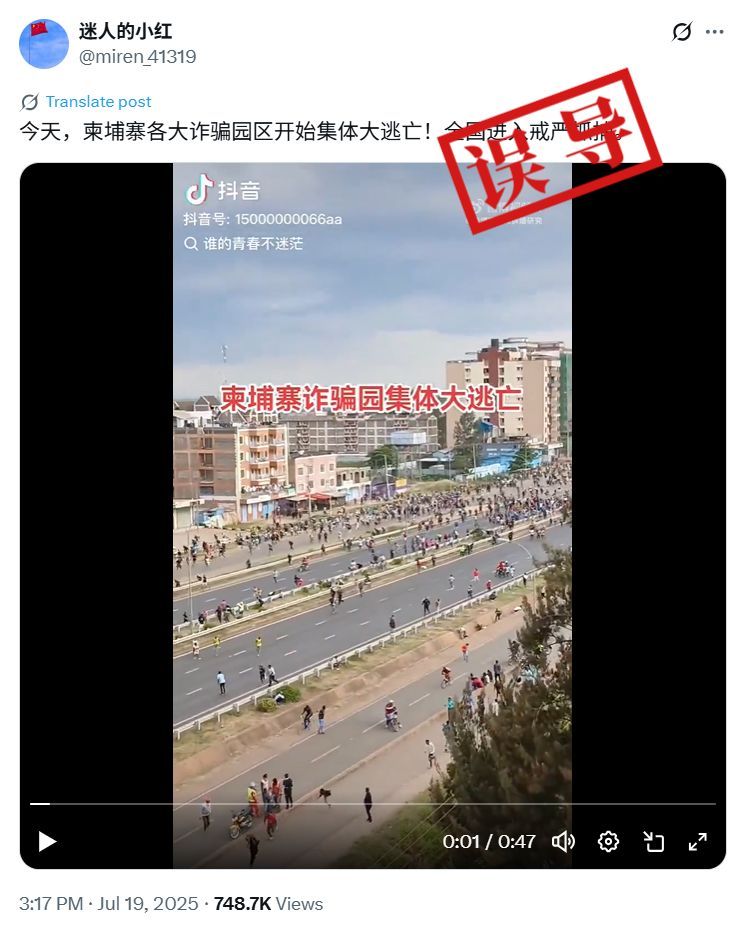 迷人的小红
@miren_41319
Translate post
今天，柬埔寨各大诈骗园区开始集体大逃亡！全国进入戒严抓捕。
误导
抖音
抖音号: 15000000066aa
谁的青春不迷茫
柬埔寨诈骗园集体大逃亡
0:01 / 0:47
3:17 PM · Jul 19, 2025 · 748.7K Views